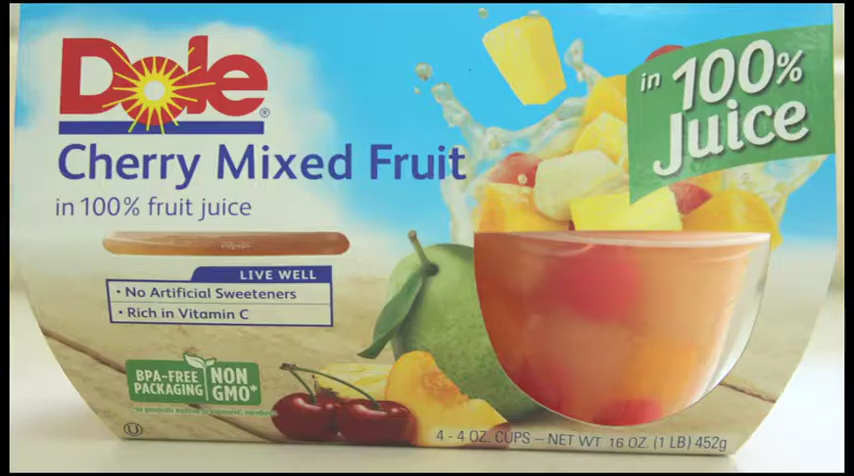 Dole®
Cherry Mixed Fruit
in 100% fruit juice
in 100%
Juice
LIVE WELL
• No Artificial Sweeteners
• Rich in Vitamin C
BPA-FREE
PACKAGING
NON
GMO*
U
4 - 4 OZ. CUPS – NET WT 16 OZ. (1 LB) 452g